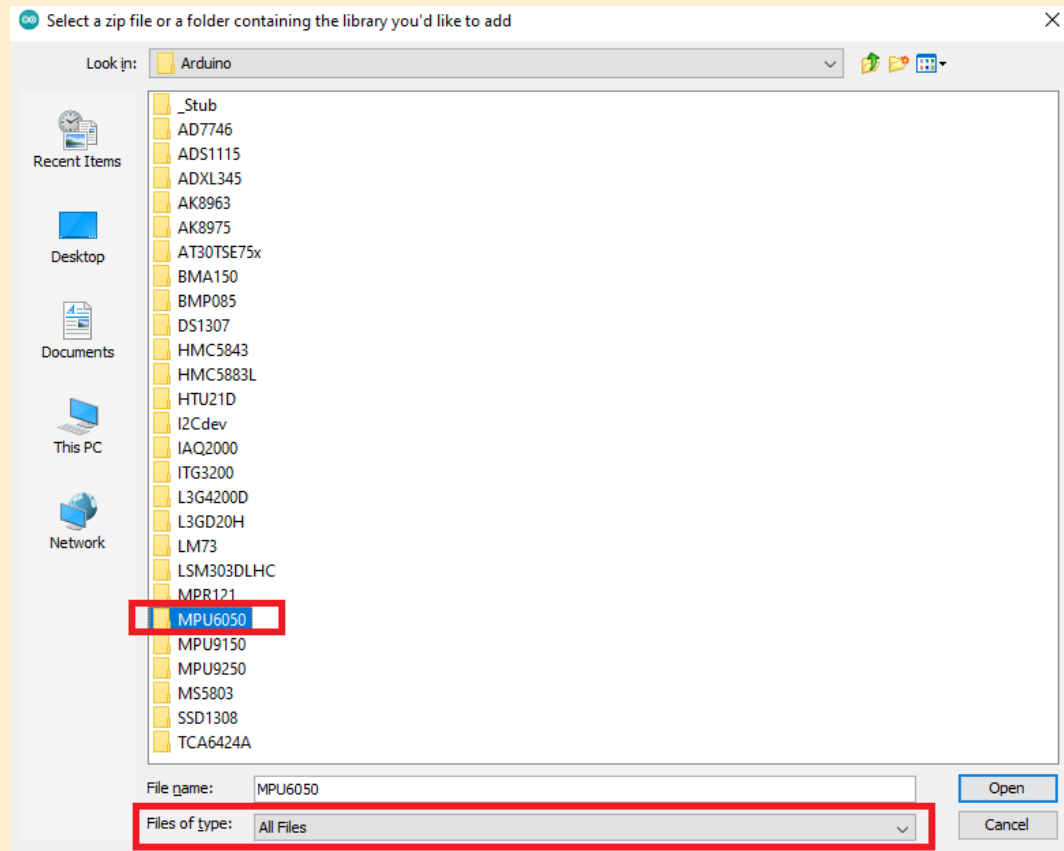 Select a zip file or a folder containing the library you'd like to add
Look in: Arduino
_Stub
AD7746
ADS1115
ADXL345
AK8963
AK8975
AT30TSE75x
BMA150
BMP085
DS1307
HMC5843
HMC5883L
HTU21D
I2Cdev
IAQ2000
ITG3200
L3G4200D
L3GD20H
LM73
LSM303DLHC
MPR121
MPU6050
MPU9150
MPU9250
MS5803
SSD1308
TCA6424A
Recent Items
Desktop
Documents
This PC
Network
File name: MPU6050
Open
Files of type: All Files
Cancel